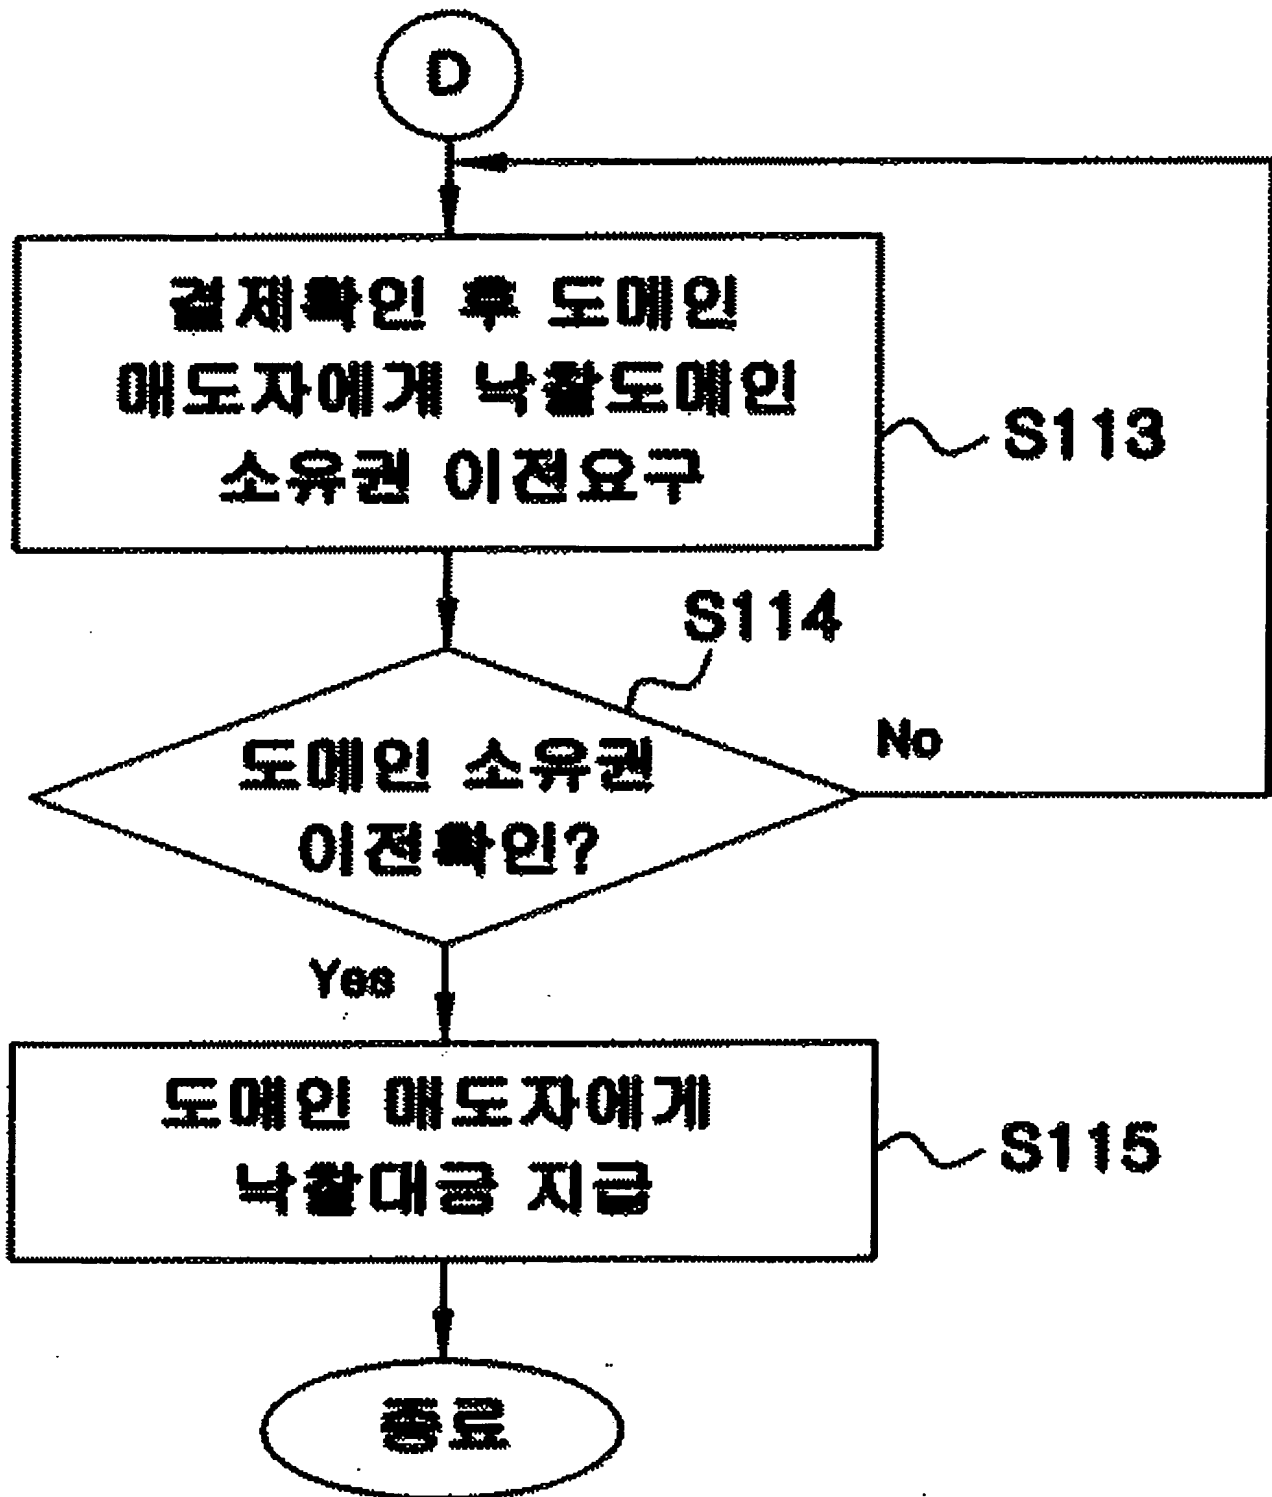 D
결제확인 후 도메인
매도자에게 낙찰도메인
소유권 이전요구
S113
S114
도메인 소유권
이전확인?
No
Yes
도메인 매도자에게
낙찰대금 지급
S115
종료